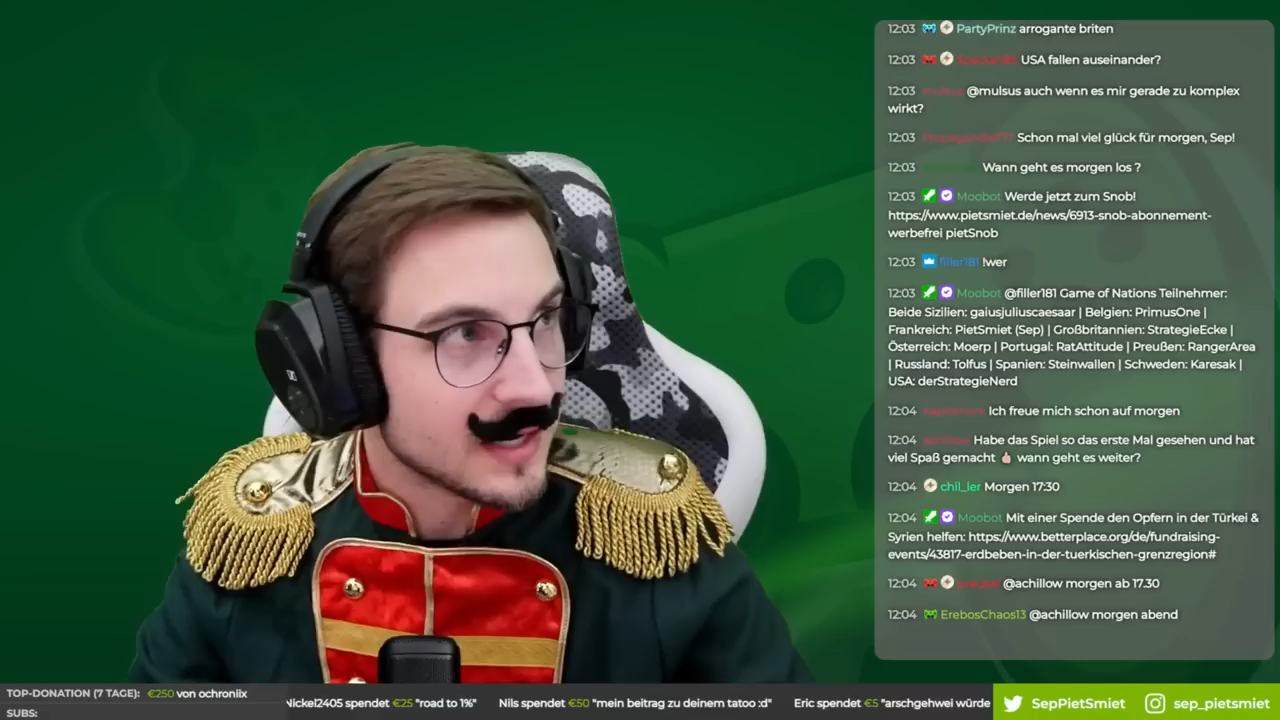 12:03 PartyPrinz arrogante briten
12:03 USA fallen auseinander?
12:03 @mulsus auch wenn es mir gerade zu komplex
wirkt?
12:03 Schon mal viel glück für morgen, Sep!
12:03 Wann geht es morgen los ?
12:03 Moobot Werde jetzt zum Snob!
https://www.pietsmiet.de/news/6913-snob-abonnement-
werbefrei pietSnob
12:03 filler181 !wer
12:03 Moobot @filler181 Game of Nations Teilnehmer:
Beide Sizilien: gaiusjuliuscaesaar | Belgien: PrimusOne |
Frankreich: PietSmiet (Sep) | Großbritannien: StrategieEcke |
Österreich: Moerp | Portugal: RatAttitude | Preußen: RangerArea
| Russland: Tolfus | Spanien: Steinwallen | Schweden: Karesak |
USA: derStrategieNerd
12:04 Ich freue mich schon auf morgen
12:04 Habe das Spiel so das erste Mal gesehen und hat
viel Spaß gemacht wann geht es weiter?
12:04 chil_ler Morgen 17:30
12:04 Moobot Mit einer Spende den Opfern in der Türkei &
Syrien helfen: https://www.betterplace.org/de/fundraising-
events/43817-erdbeben-in-der-tuerkischen-grenzregion#
12:04 @achillow morgen ab 17.30
12:04 ErebosChaos13 @achillow morgen abend
TOP-DONATION (7 TAGE): €250 von ochroniix
Nickel2405 spendet €25 "road to 1%" Nils spendet €50 "mein beitrag zu deinem tatoo :d" Eric spendet €5 "arschgehwei würde
SUBS:
SepPietSmiet sep_pietsmiet